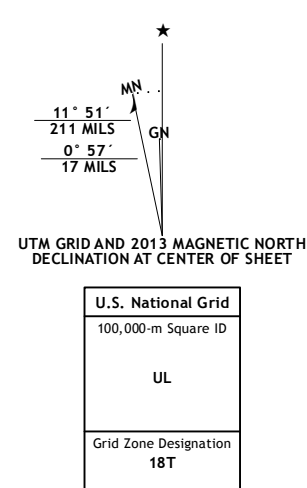 ★
MN
11° 51´
211 MILS
GN
0° 57´
17 MILS
UTM GRID AND 2013 MAGNETIC NORTH
DECLINATION AT CENTER OF SHEET
U.S. National Grid
100,000-m Square ID
UL
Grid Zone Designation
18T